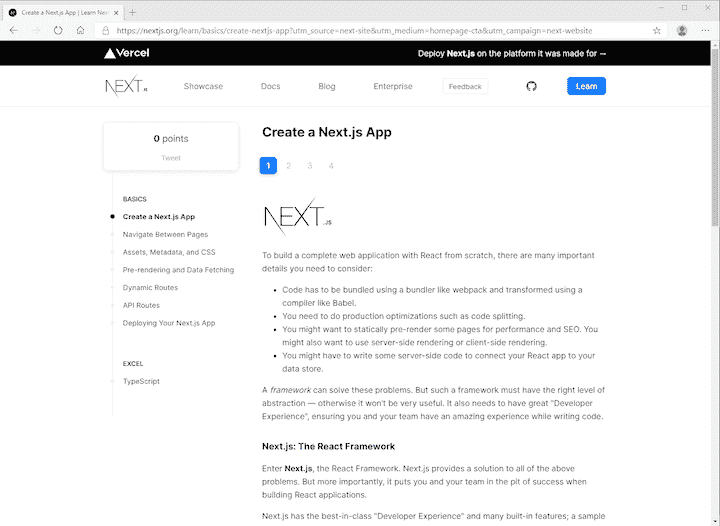 Create a Next.js App | Learn Nex
https://nextjs.org/learn/basics/create-nextjs-app?utm_source=next-site&utm_medium=homepage-cta&utm_campaign=next-website
Vercel
Deploy Next.js on the platform it was made for →
NEXT.JS
Showcase
Docs
Blog
Enterprise
Feedback
Learn
0 points
Tweet
BASICS
Create a Next.js App
Navigate Between Pages
Assets, Metadata, and CSS
Pre-rendering and Data Fetching
Dynamic Routes
API Routes
Deploying Your Next.js App
EXCEL
TypeScript
Create a Next.js App
1 2 3 4
NEXT.JS
To build a complete web application with React from scratch, there are many important
details you need to consider:
• Code has to be bundled using a bundler like webpack and transformed using a
compiler like Babel.
• You need to do production optimizations such as code splitting.
• You might want to statically pre-render some pages for performance and SEO. You
might also want to use server-side rendering or client-side rendering.
• You might have to write some server-side code to connect your React app to your
data store.
A framework can solve these problems. But such a framework must have the right level of
abstraction — otherwise it won't be very useful. It also needs to have great "Developer
Experience", ensuring you and your team have an amazing experience while writing code.
Next.js: The React Framework
Enter Next.js, the React Framework. Next.js provides a solution to all of the above
problems. But more importantly, it puts you and your team in the pit of success when
building React applications.
Next.js has the best-in-class "Developer Experience" and many built-in features; a sample